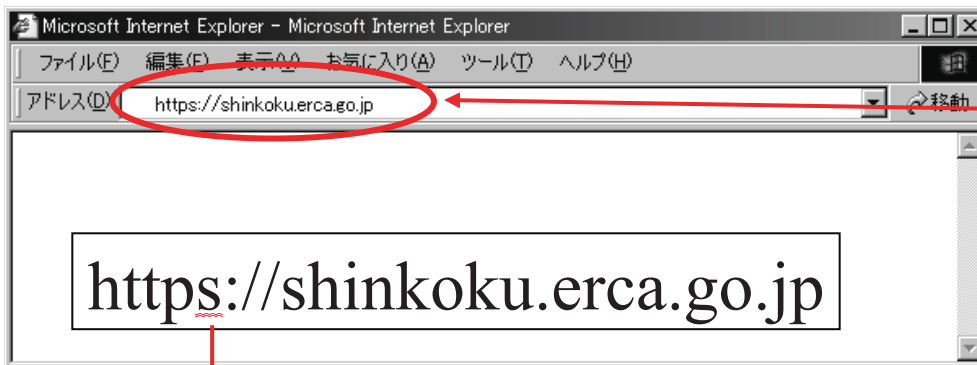 Microsoft Internet Explorer - Microsoft Internet Explorer
ファイル(F) 編集(E) 表示(V) お気に入り(A) ツール(T) ヘルプ(H)
アドレス(D) https://shinkoku.erca.go.jp 移動
https://shinkoku.erca.go.jp